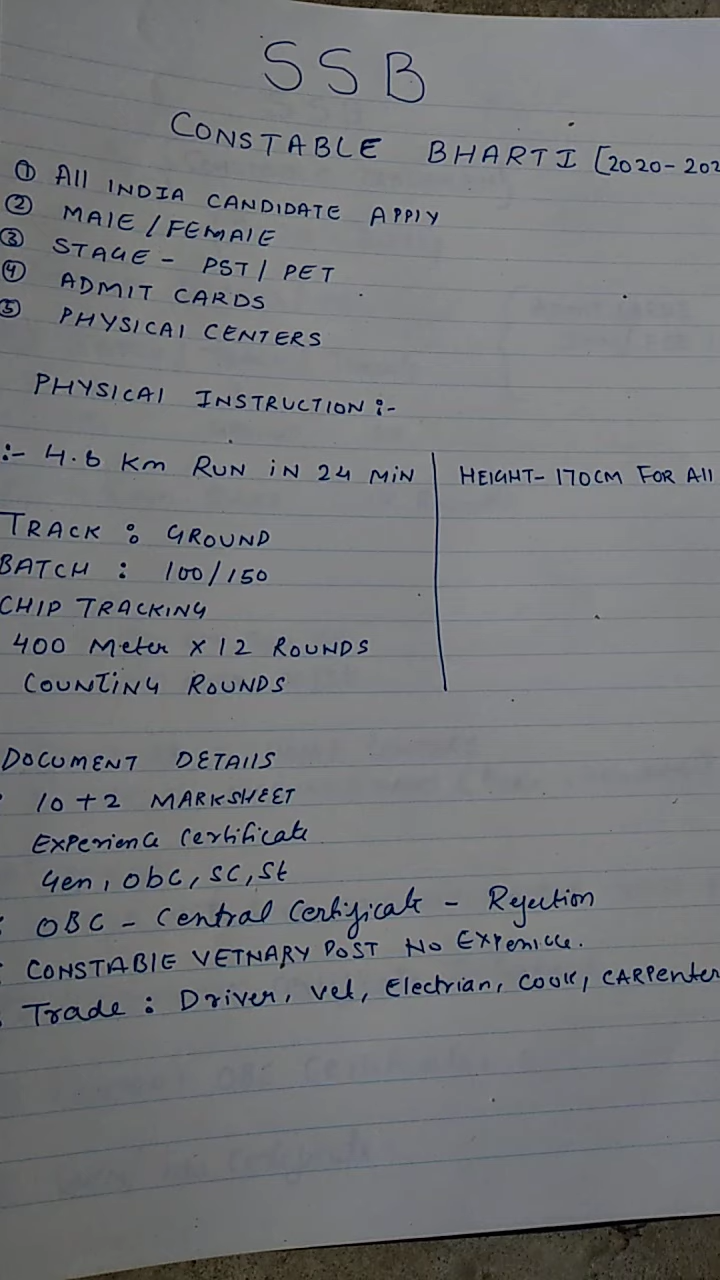 SSB
CONSTABLE BHARTI [2020-202
① All INDIA CANDIDATE APPlY
② MAlE / FEMAlE
③ STAGE - PST / PET
④ ADMIT CARDS
⑤ PHYSICAl CENTERS
PHYSICAl INSTRUCTION :-
:- 4.8 Km RUN iN 24 MiN
HEIGHT- 170CM FOR All
TRACK : GROUND
BATCH : 100/150
CHIP TRACKING
400 Meter X 12 ROUNDS
COUNTING ROUNDS
DOCUMENT DETAllS
10 + 2 MARKSHEET
Experience Certificate
Gen, obc, SC, St
: OBC - Central Certificate - Rejection
: CONSTABlE VETNARY POST NO
: Trade : Driver, vet, Electrian, Cook, CARPenter